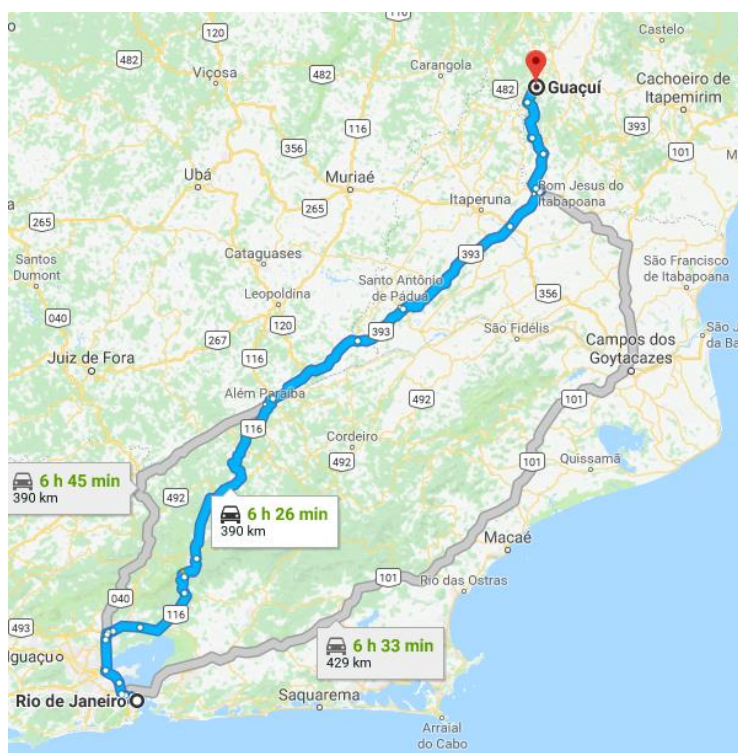 120
116
482
482
Viçosa
Carangola
482
Guaçuí
Castelo
Cachoeiro de
Itapemirim
356
116
393
101
Ubá
Muriaé
265
Itaperuna
Bom Jesus do
Itabapoana
265
Cataguases
393
São Francisco
de Itabapoana
Santos
Dumont
Santo Antônio
de Pádua
Leopoldina
040
120
393
356
São Fidélis
267
Juiz de Fora
116
Campos dos
Goytacazes
São J
da Ba
Além Paraíba
492
101
116
Cordeiro
492
101
Quissamã
6 h 45 min
390 km
492
6 h 26 min
390 km
Macaé
101
Rio das Ostras
040
116
493
6 h 33 min
429 km
Iguaçu
Rio de Janeiro
Saquarema
Arraial
do Cabo